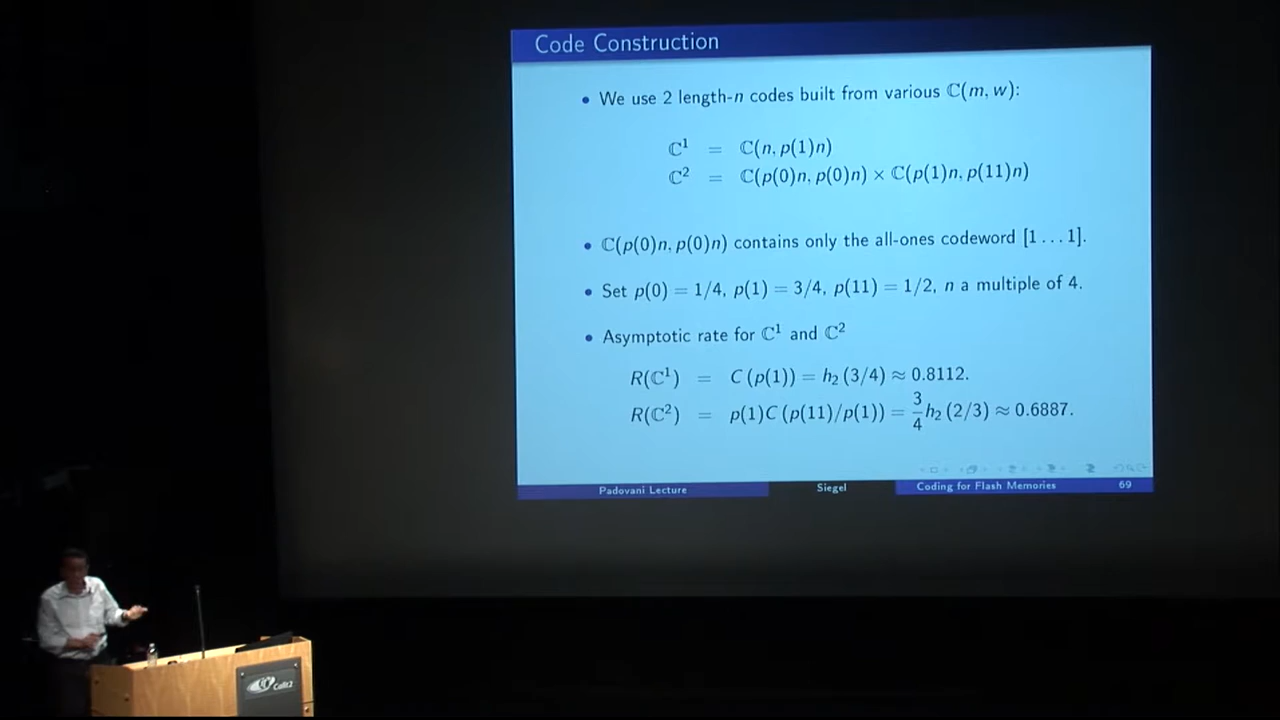 Code Construction
• We use 2 length-n codes built from various ℂ(m, w):
ℂ¹ = ℂ(n, p(1)n)
ℂ² = ℂ(p(0)n, p(0)n) × ℂ(p(1)n, p(11)n)
• ℂ(p(0)n, p(0)n) contains only the all-ones codeword [1 . . . 1].
• Set p(0) = 1/4, p(1) = 3/4, p(11) = 1/2, n a multiple of 4.
• Asymptotic rate for ℂ¹ and ℂ²
R(ℂ¹) = C (p(1)) = h₂ (3/4) ≈ 0.8112.
R(ℂ²) = p(1)C (p(11)/p(1)) = 3/4 h₂ (2/3) ≈ 0.6887.
Padovani Lecture Siegel Coding for Flash Memories 69
Calit2